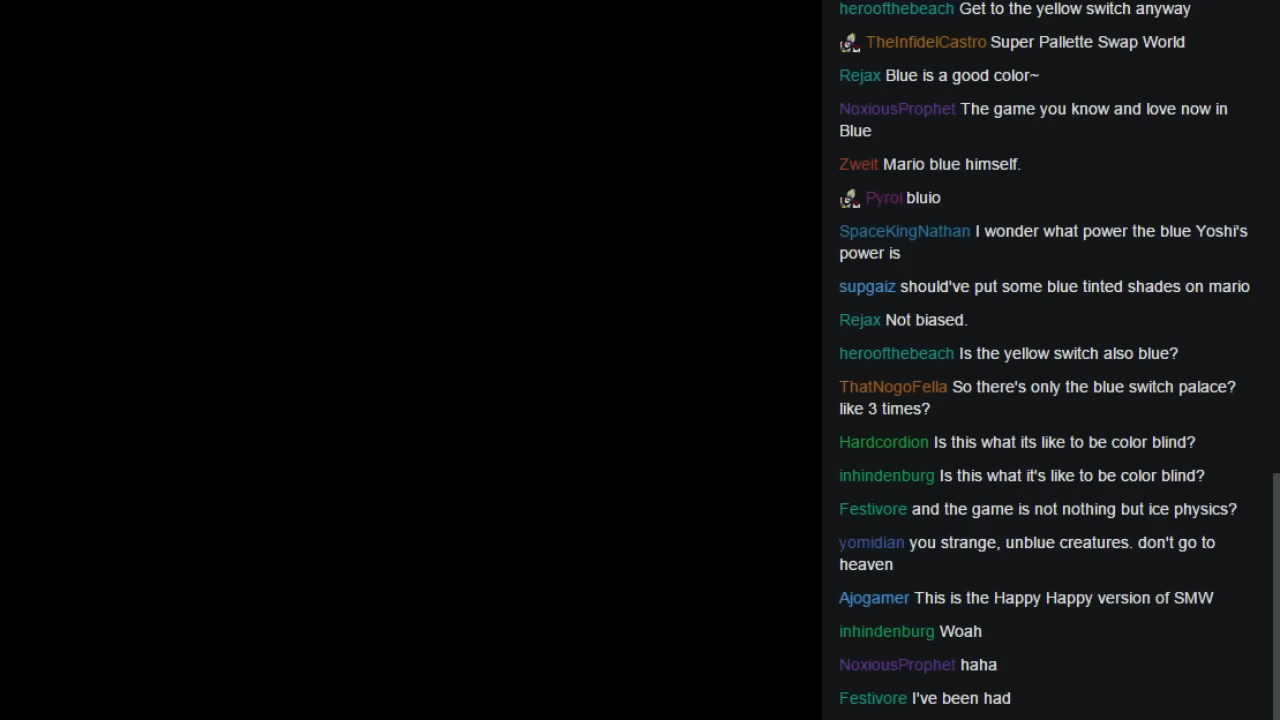 heroofthebeach Get to the yellow switch anyway
TheInfidelCastro Super Pallette Swap World
Rejax Blue is a good color~
NoxiousProphet The game you know and love now in
Blue
Zweit Mario blue himself.
Pyroi bluio
SpaceKingNathan I wonder what power the blue Yoshi's
power is
supgaiz should've put some blue tinted shades on mario
Rejax Not biased.
heroofthebeach Is the yellow switch also blue?
ThatNogoFella So there's only the blue switch palace?
like 3 times?
Hardcordion Is this what its like to be color blind?
inhindenburg Is this what it's like to be color blind?
Festivore and the game is not nothing but ice physics?
yomidian you strange, unblue creatures. don't go to
heaven
Ajogamer This is the Happy Happy version of SMW
inhindenburg Woah
NoxiousProphet haha
Festivore I've been had